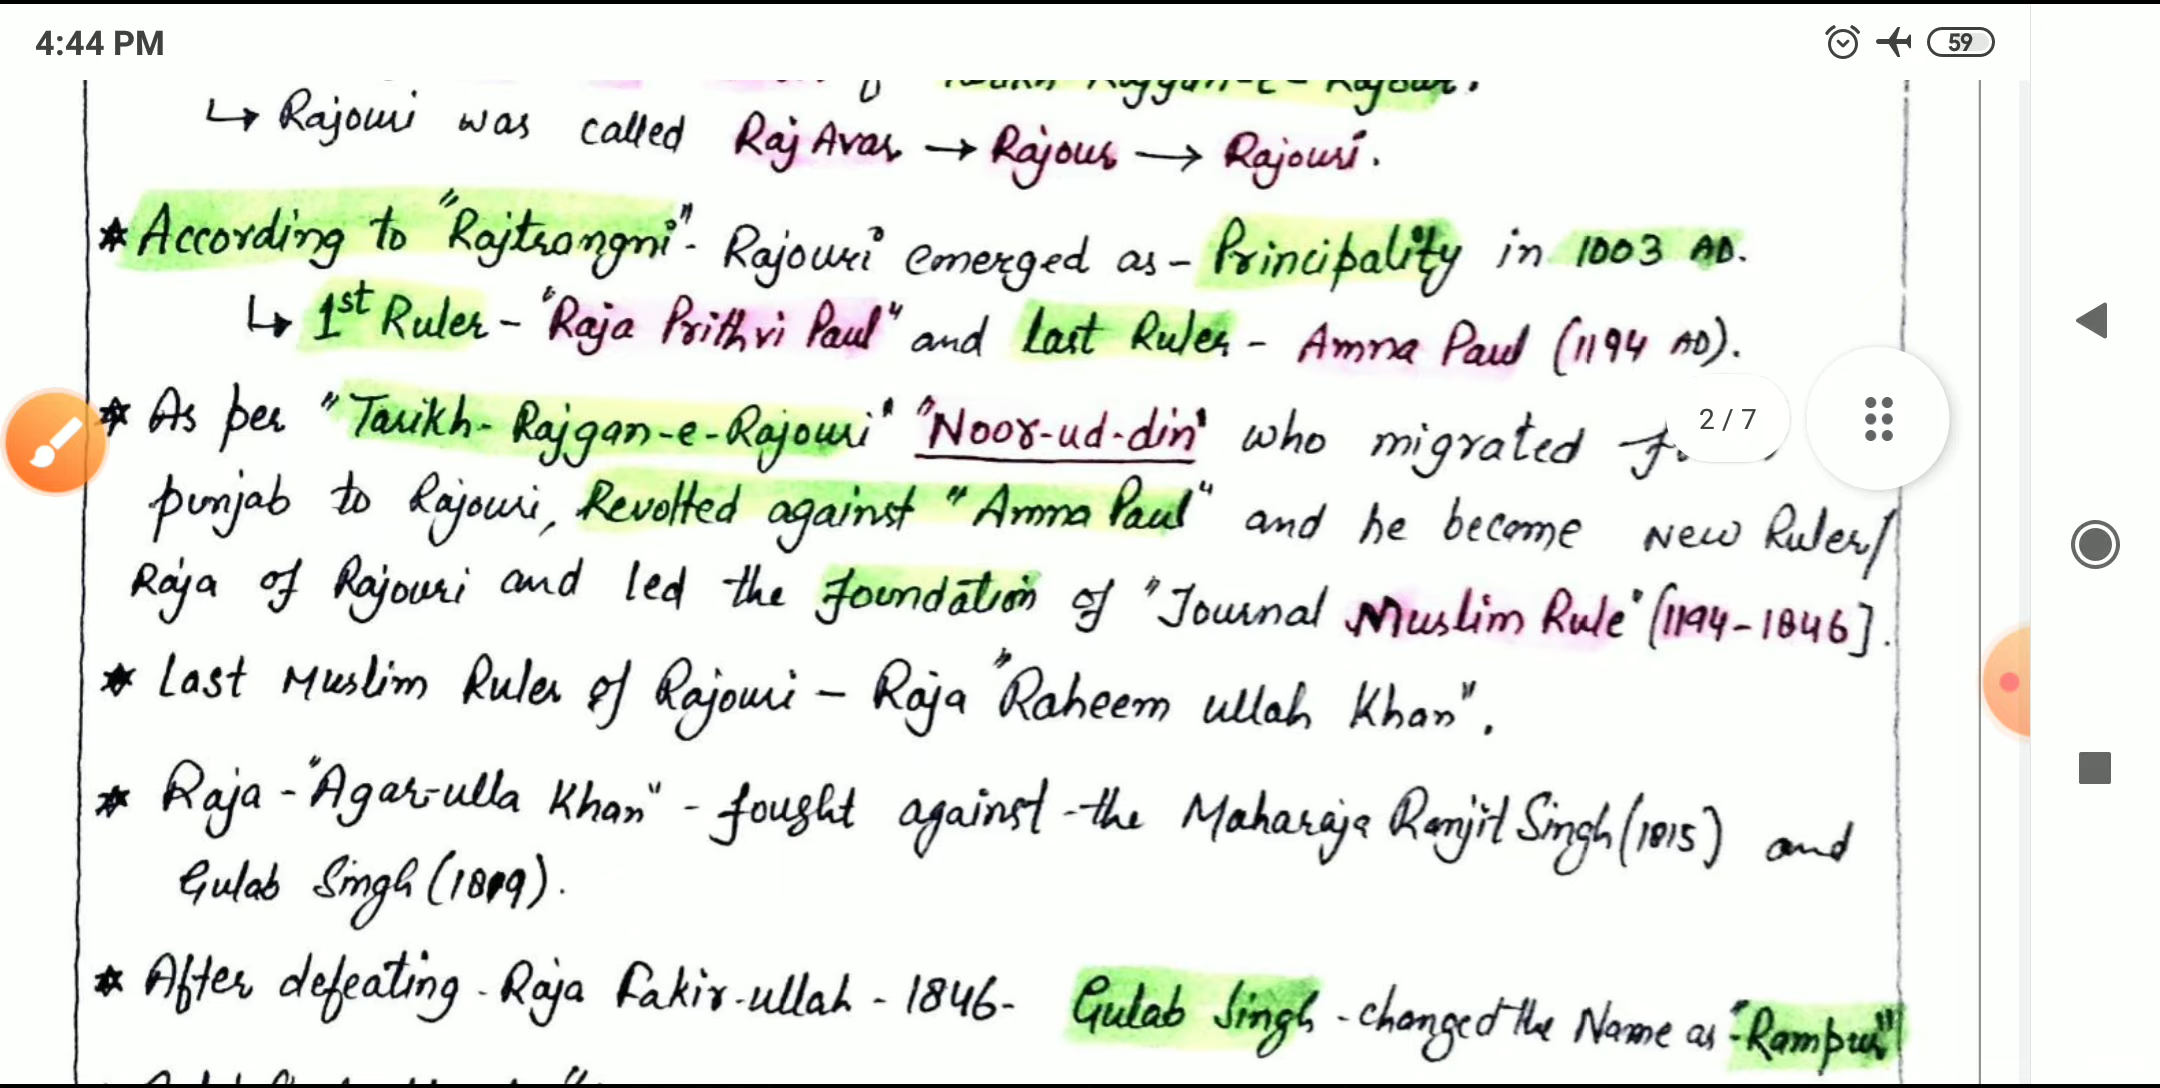 4:44 PM
59
↳ Rajouri was called Raj Avar → Rajour → Rajouri.
* According to "Rajtrangni" - Rajouri emerged as - Principality in 1003 AD.
↳ 1st Ruler - "Raja Prithvi Paul" and Last Ruler - Amna Paul (1194 AD).
* As per "Tarikh-Rajgan-e-Rajouri" "Noor-ud-din" who migrated
2 / 7
punjab to Rajouri, Revolted against "Amna Paul" and he become New Ruler/
Raja of Rajouri and led the foundation of "Journal Muslim Rule" [1194-1846].
* Last Muslim Ruler of Rajouri - Raja "Raheem ullah Khan".
* Raja - "Agar-ulla Khan" - fought against the Maharaja Ranjit Singh (1815) and
Gulab Singh (1819).
* After defeating - Raja Fakir-ullah - 1846 - Gulab Singh - changed the Name as - "Rampur"